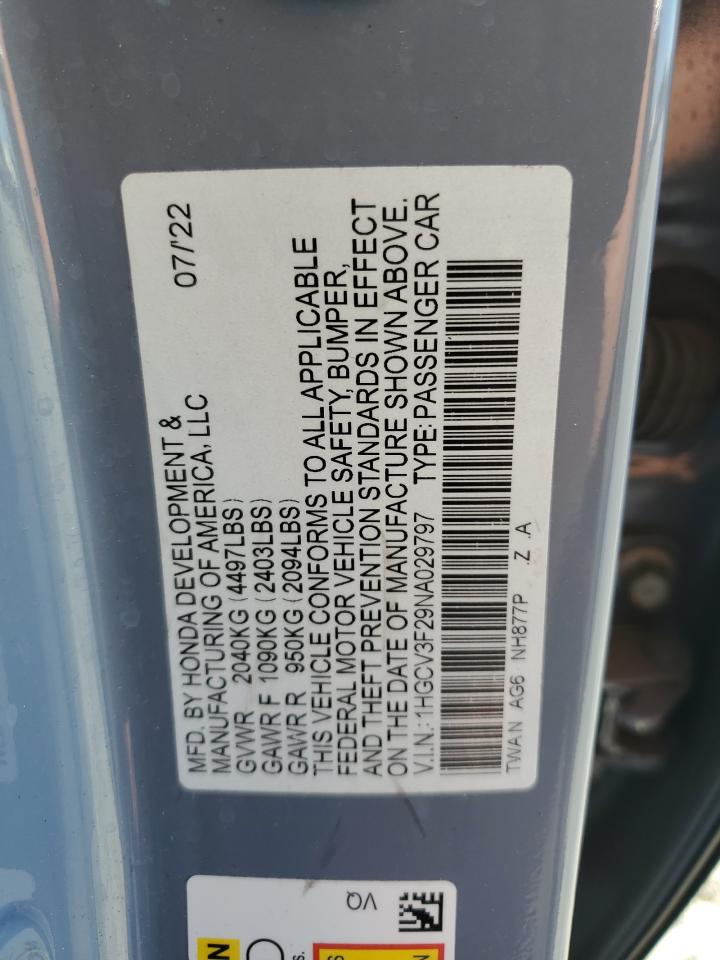 MFD. BY HONDA DEVELOPMENT & 07/'22
MANUFACTURING OF AMERICA, LLC
GVWR 2040KG (4497LBS)
GAWR F 1090KG (2403LBS)
GAWR R 950KG (2094LBS)
THIS VEHICLE CONFORMS TO ALL APPLICABLE
FEDERAL MOTOR VEHICLE SAFETY, BUMPER,
AND THEFT PREVENTION STANDARDS IN EFFECT
ON THE DATE OF MANUFACTURE SHOWN ABOVE.
V.I.N.:1HGCV3F29NA029797 TYPE:PASSENGER CAR
TWA.N AG6 NH877P .Z .A
VQ